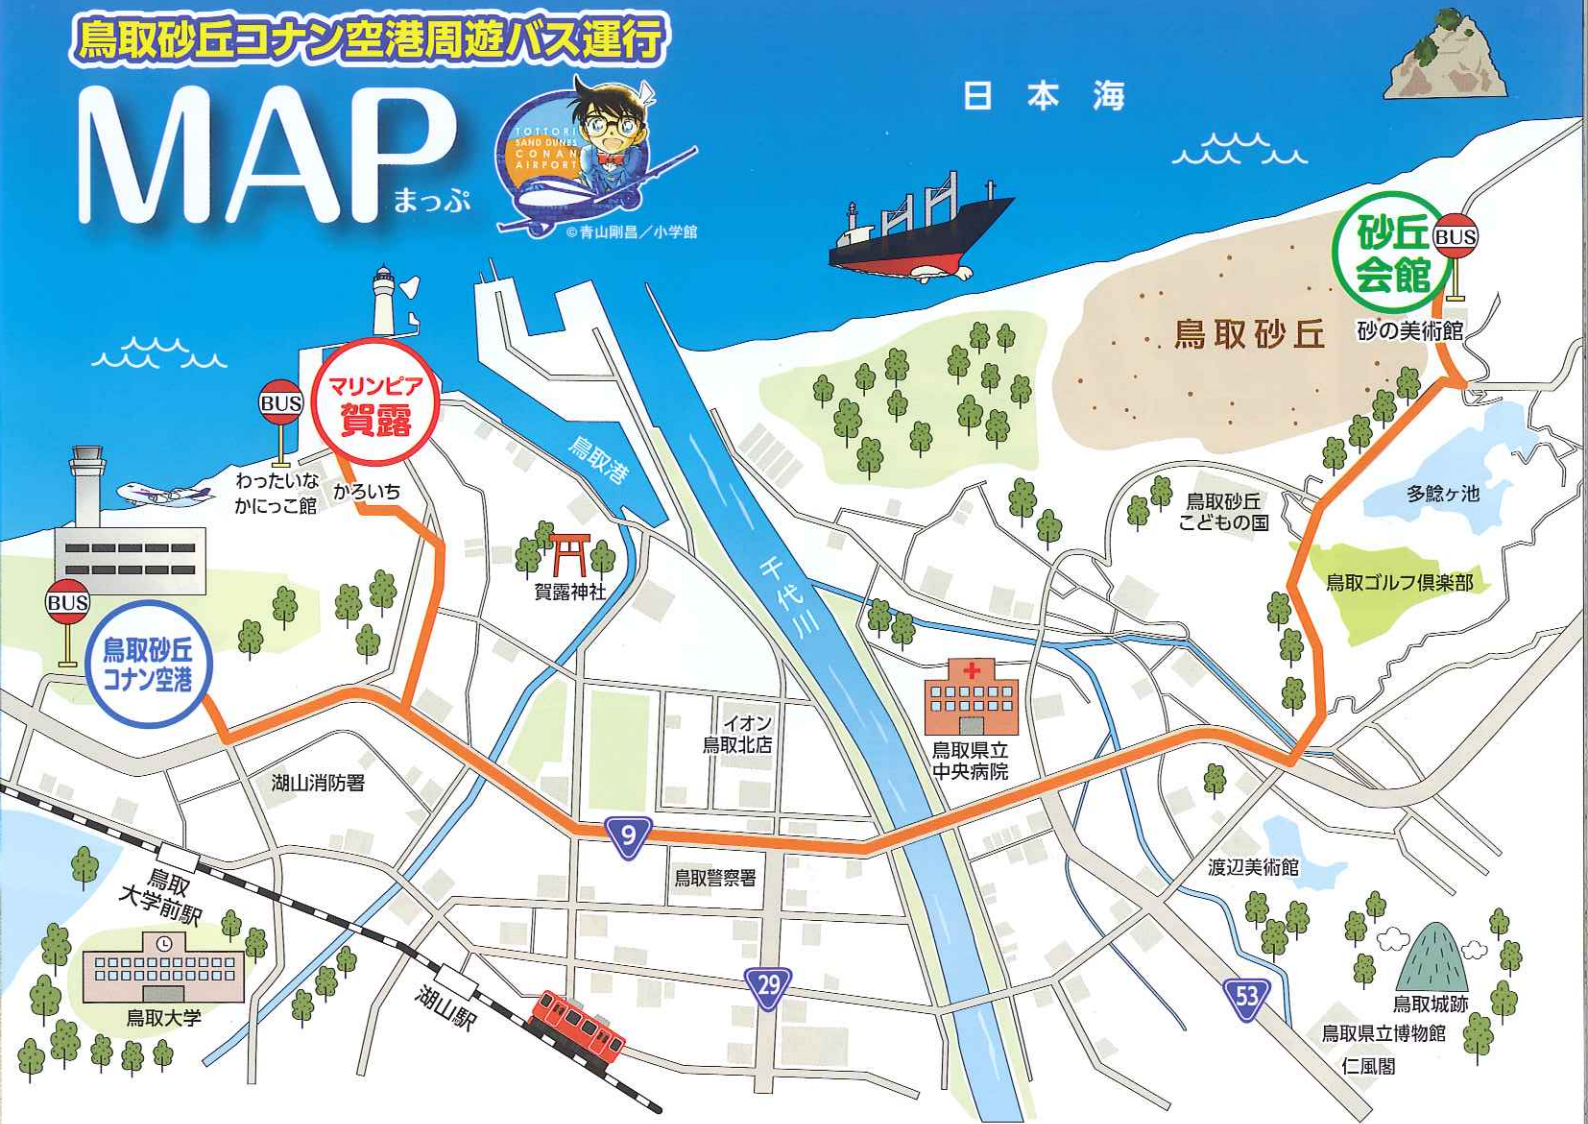 鳥取砂丘コナン空港周遊バス運行
MAP
まっぷ
TOTTORI
SAND DUNES
CONAN
AIRPORT
©青山剛昌／小学館
日本海
砂丘
会館
BUS
鳥取砂丘
砂の美術館
マリンピア
賀露
BUS
わったいな
かにっこ館
かろいち
鳥取港
多鯰ヶ池
鳥取砂丘
こどもの国
賀露神社
千代川
鳥取ゴルフ倶楽部
BUS
鳥取砂丘
コナン空港
イオン
鳥取北店
鳥取県立
中央病院
湖山消防署
9
鳥取警察署
渡辺美術館
鳥取
大学前駅
鳥取大学
湖山駅
29
53
鳥取城跡
鳥取県立博物館
仁風閣